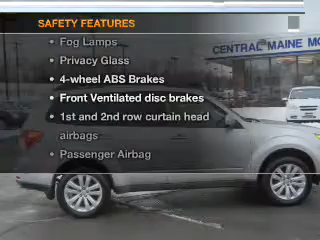 SAFETY FEATURES
• Fog Lamps
• Privacy Glass
• 4-wheel ABS Brakes
• Front Ventilated disc brakes
• 1st and 2nd row curtain head
airbags
• Passenger Airbag
CENTRAL MAINE MO